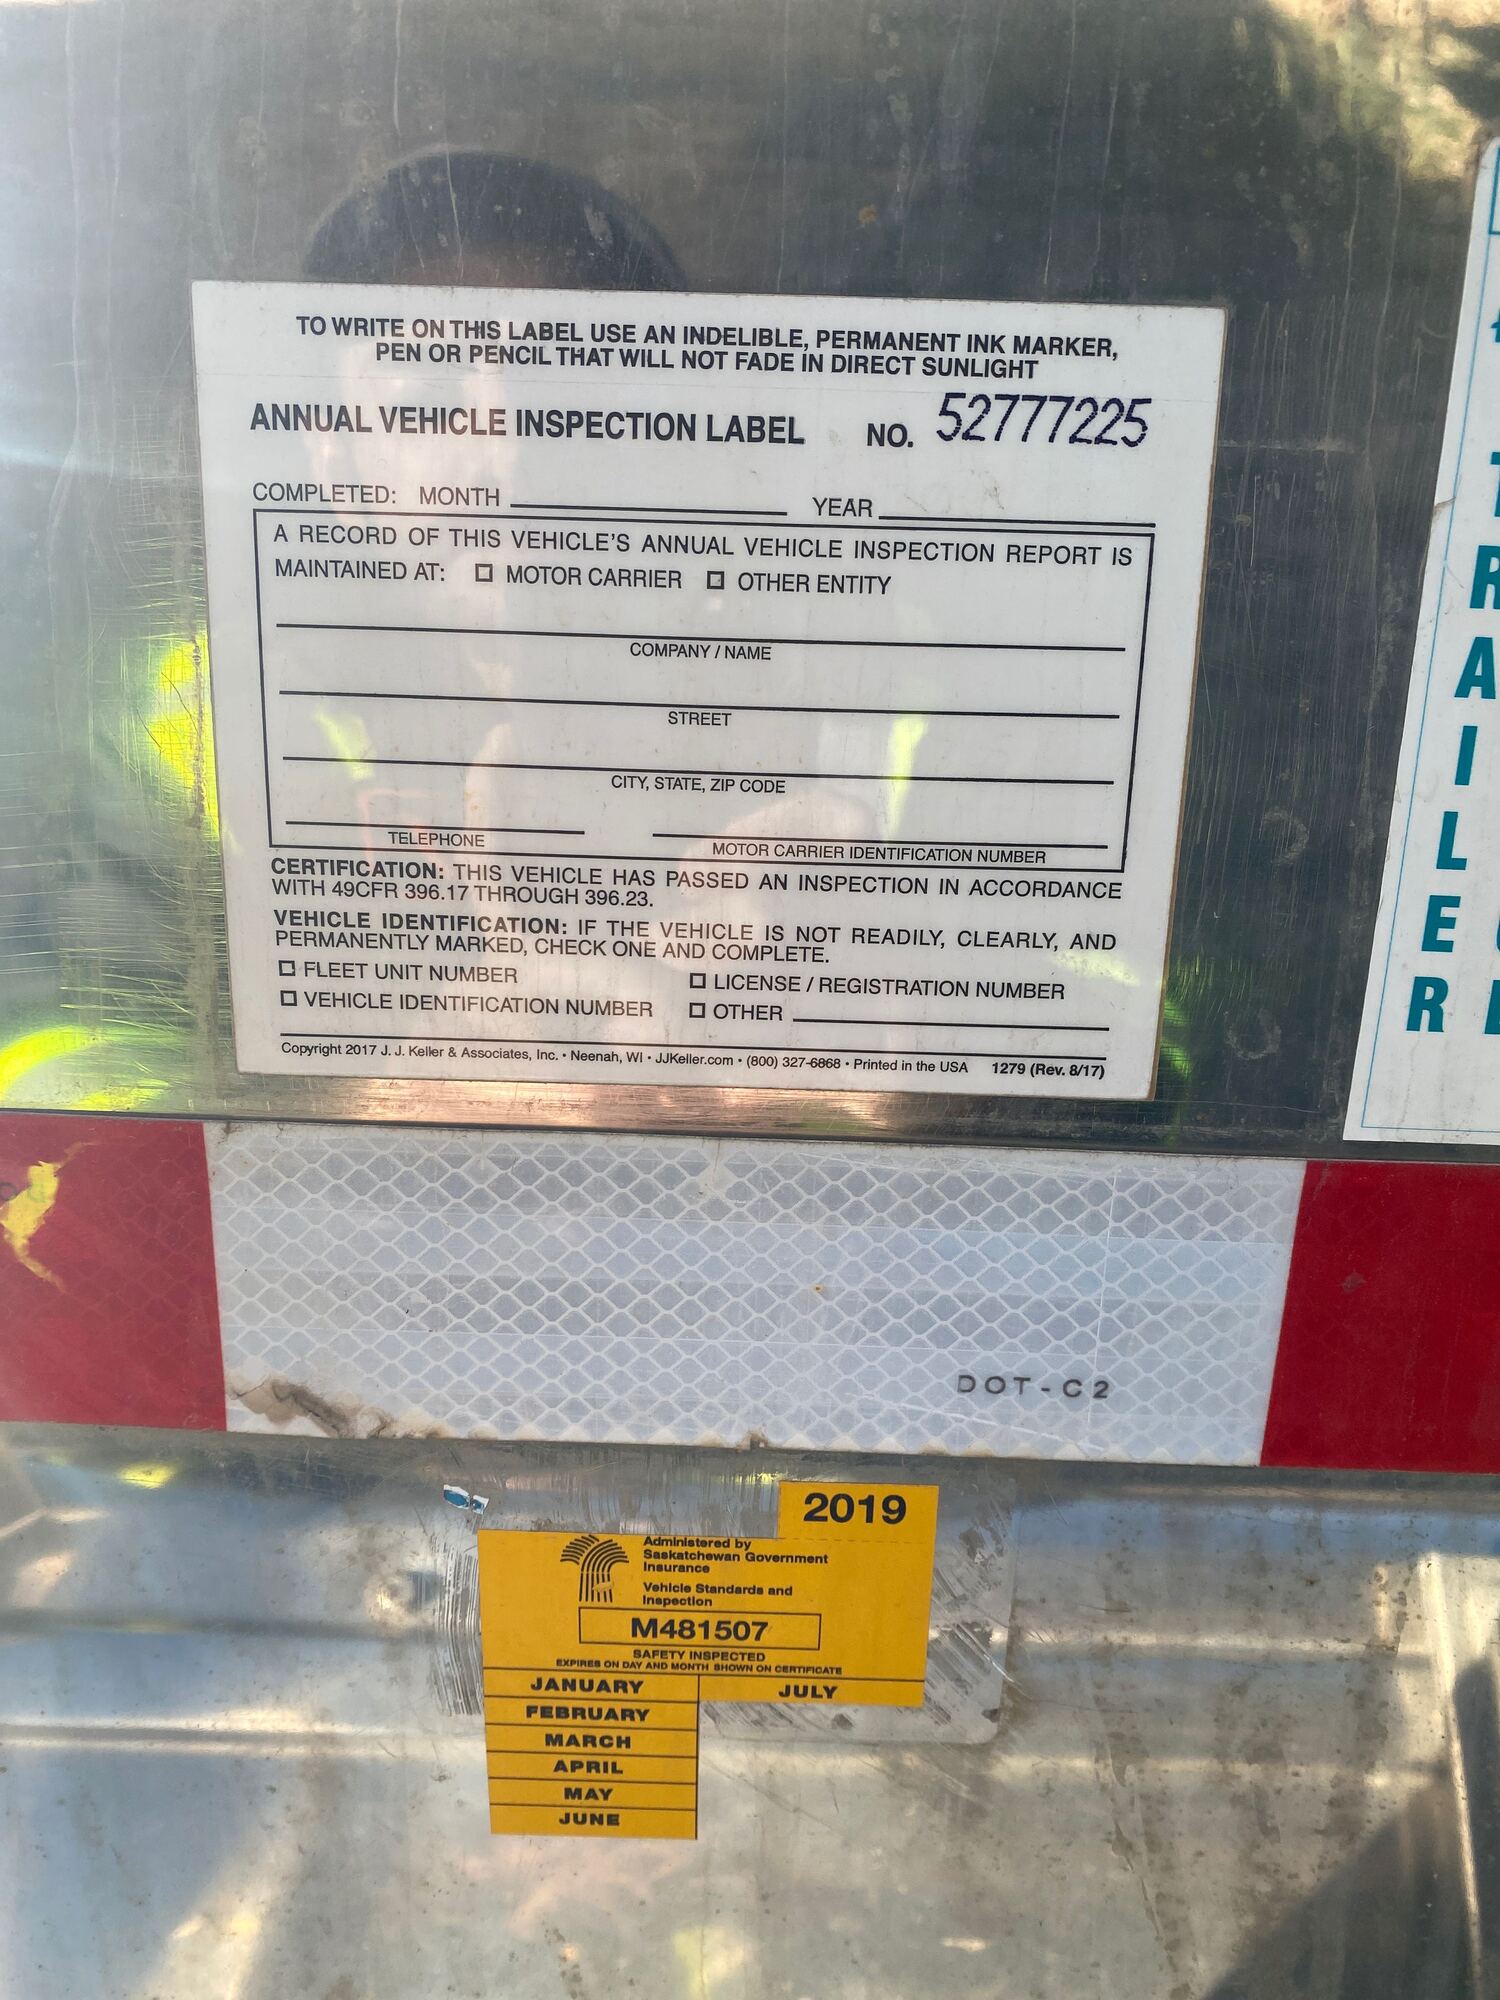 TO WRITE ON THIS LABEL USE AN INDELIBLE, PERMANENT INK MARKER,
PEN OR PENCIL THAT WILL NOT FADE IN DIRECT SUNLIGHT
ANNUAL VEHICLE INSPECTION LABEL NO. 52777225
COMPLETED: MONTH YEAR
A RECORD OF THIS VEHICLE'S ANNUAL VEHICLE INSPECTION REPORT IS
MAINTAINED AT: MOTOR CARRIER OTHER ENTITY
COMPANY / NAME
STREET
CITY, STATE, ZIP CODE
TELEPHONE MOTOR CARRIER IDENTIFICATION NUMBER
CERTIFICATION: THIS VEHICLE HAS PASSED AN INSPECTION IN ACCORDANCE
WITH 49CFR 396.17 THROUGH 396.23.
VEHICLE IDENTIFICATION: IF THE VEHICLE IS NOT READILY, CLEARLY, AND
PERMANENTLY MARKED, CHECK ONE AND COMPLETE.
FLEET UNIT NUMBER LICENSE / REGISTRATION NUMBER
VEHICLE IDENTIFICATION NUMBER OTHER
Copyright 2017 J. J. Keller & Associates, Inc. • Neenah, WI • JJKeller.com • (800) 327-6868 • Printed in the USA 1279 (Rev. 8/17)
TRAILER
DOT-C2
2019
Administered by
Saskatchewan Government
Insurance
Vehicle Standards and
Inspection
M481507
SAFETY INSPECTED
EXPIRES ON DAY AND MONTH SHOWN ON CERTIFICATE
JANUARY JULY
FEBRUARY
MARCH
APRIL
MAY
JUNE